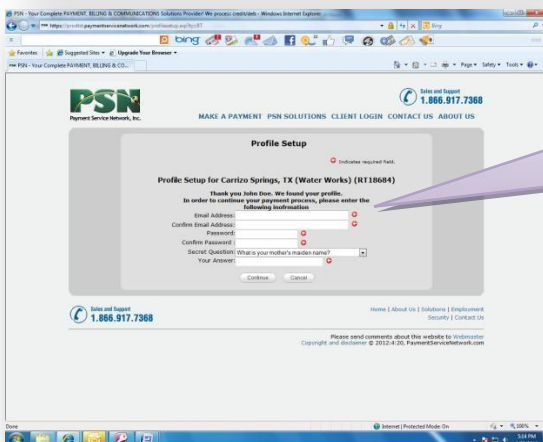 PSN - Your Complete PAYMENT, BILLING & COMMUNICATIONS Solutions Provider! We process credit/debit - Windows Internet Explorer
Bing
Favorites Suggested Sites Upgrade Your Browser
bing
PSN - Your Complete PAYMENT, BILLING & CO...
Page Safety Tools
PSN
Payment Service Network, Inc.
Sales and Support
1.866.917.7368
MAKE A PAYMENT PSN SOLUTIONS CLIENT LOGIN CONTACT US ABOUT US
Profile Setup
Indicates required field.
Profile Setup for Carrizo Springs, TX (Water Works) (RT18684)
Thank you John Doe. We found your profile.
In order to continue your payment process, please enter the
following inofrmation
Email Address:
Confirm Email Address:
Password:
Confirm Password :
Secret Question: What is your mother's maiden name?
Your Answer:
Continue Cancel
Sales and Support
1.866.917.7368
Home | About Us | Solutions | Employment
Security | Contact Us
Please send comments about this website to Webmaster
Copyright and disclaimer © 2012:4:20, PaymentServiceNetwork.com
Done
Internet | Protected Mode: On
100%
5:14 PM